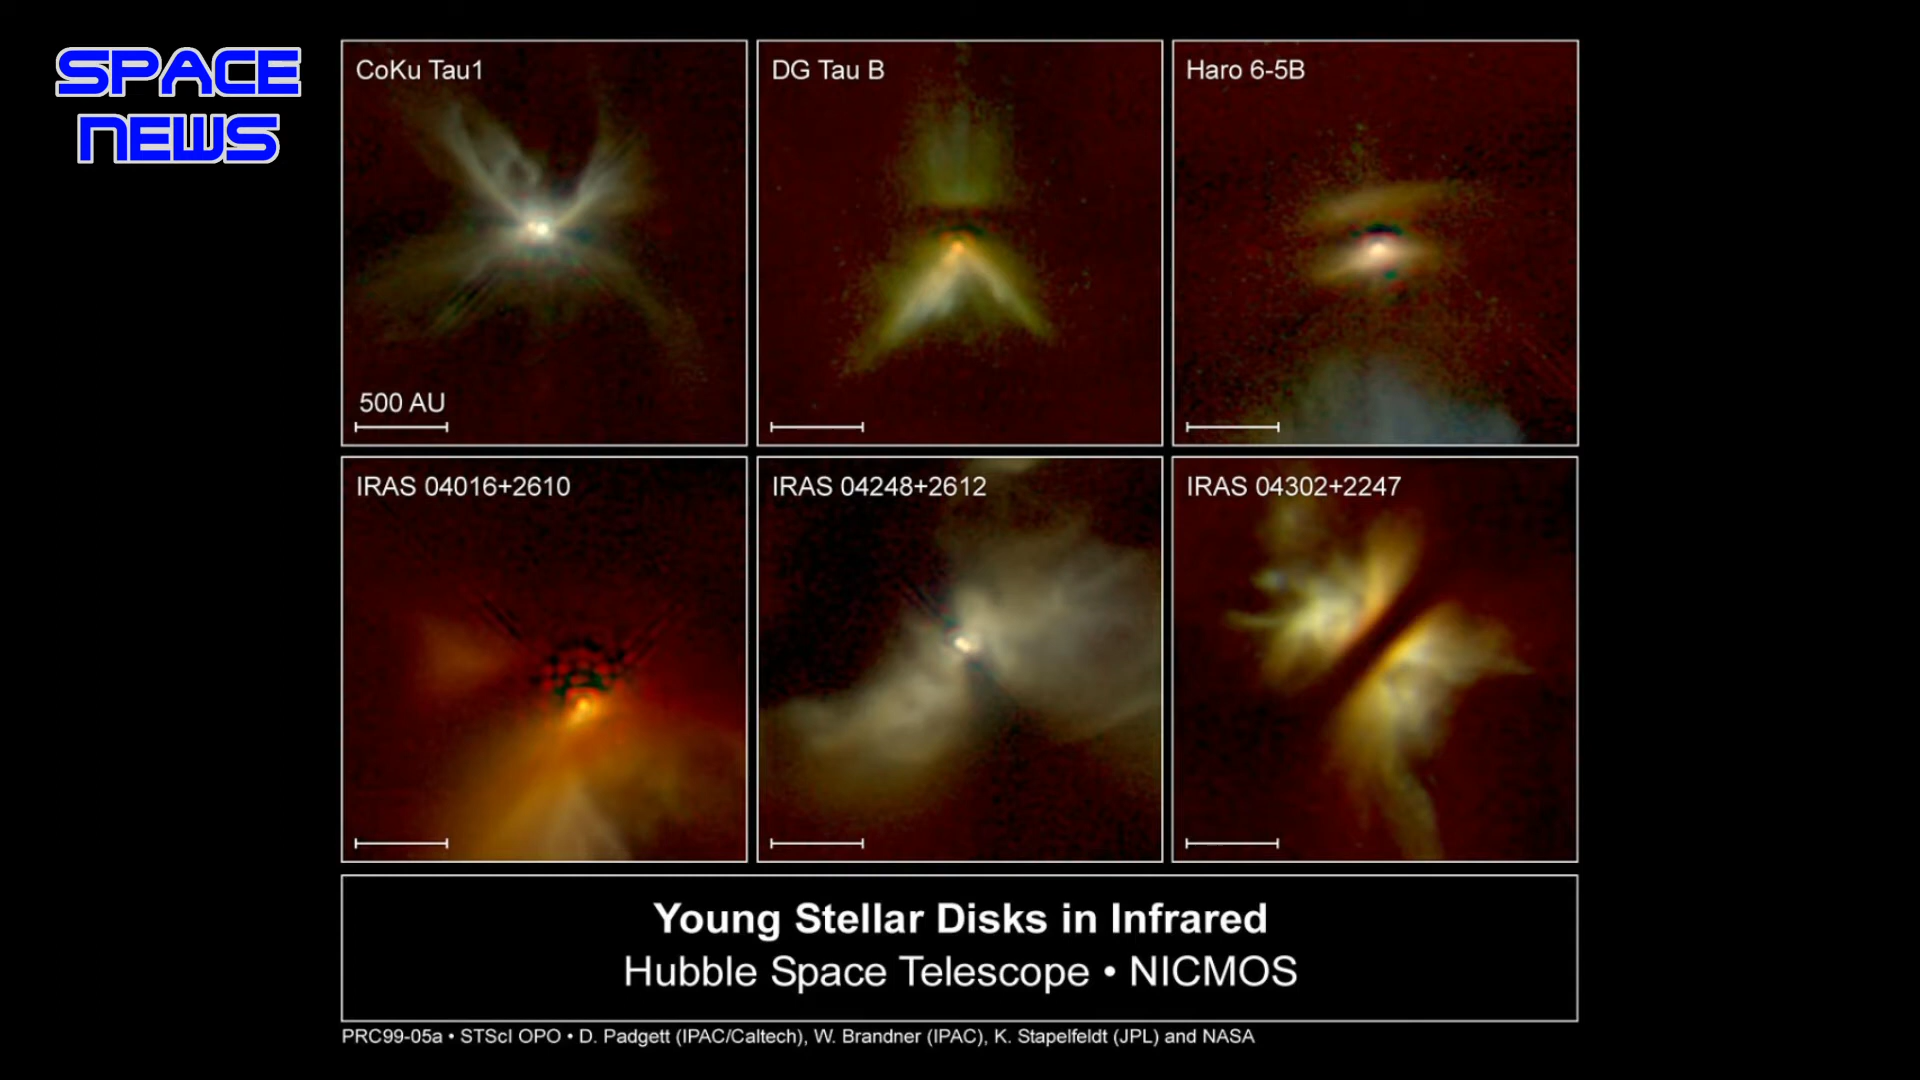 SPACE
NEWS
CoKu Tau1
DG Tau B
Haro 6-5B
500 AU
IRAS 04016+2610
IRAS 04248+2612
IRAS 04302+2247
Young Stellar Disks in Infrared
Hubble Space Telescope • NICMOS
PRC99-05a • STScI OPO • D. Padgett (IPAC/Caltech), W. Brandner (IPAC), K. Stapelfeldt (JPL) and NASA